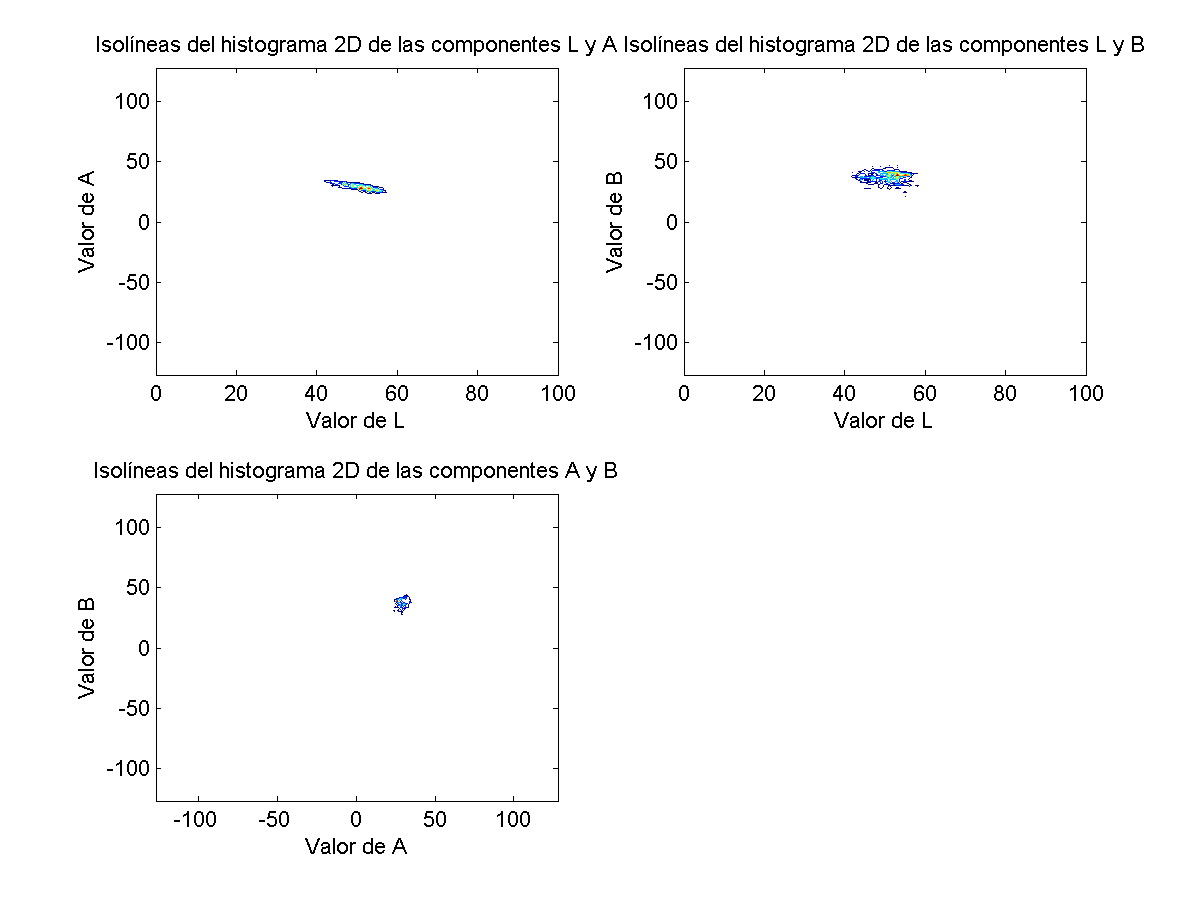 Isolíneas del histograma 2D de las componentes L y A
100
50
0
-50
-100
Valor de A
0 20 40 60 80 100
Valor de L
Isolíneas del histograma 2D de las componentes L y B
100
50
0
-50
-100
Valor de B
0 20 40 60 80 100
Valor de L
Isolíneas del histograma 2D de las componentes A y B
100
50
0
-50
-100
Valor de B
-100 -50 0 50 100
Valor de A